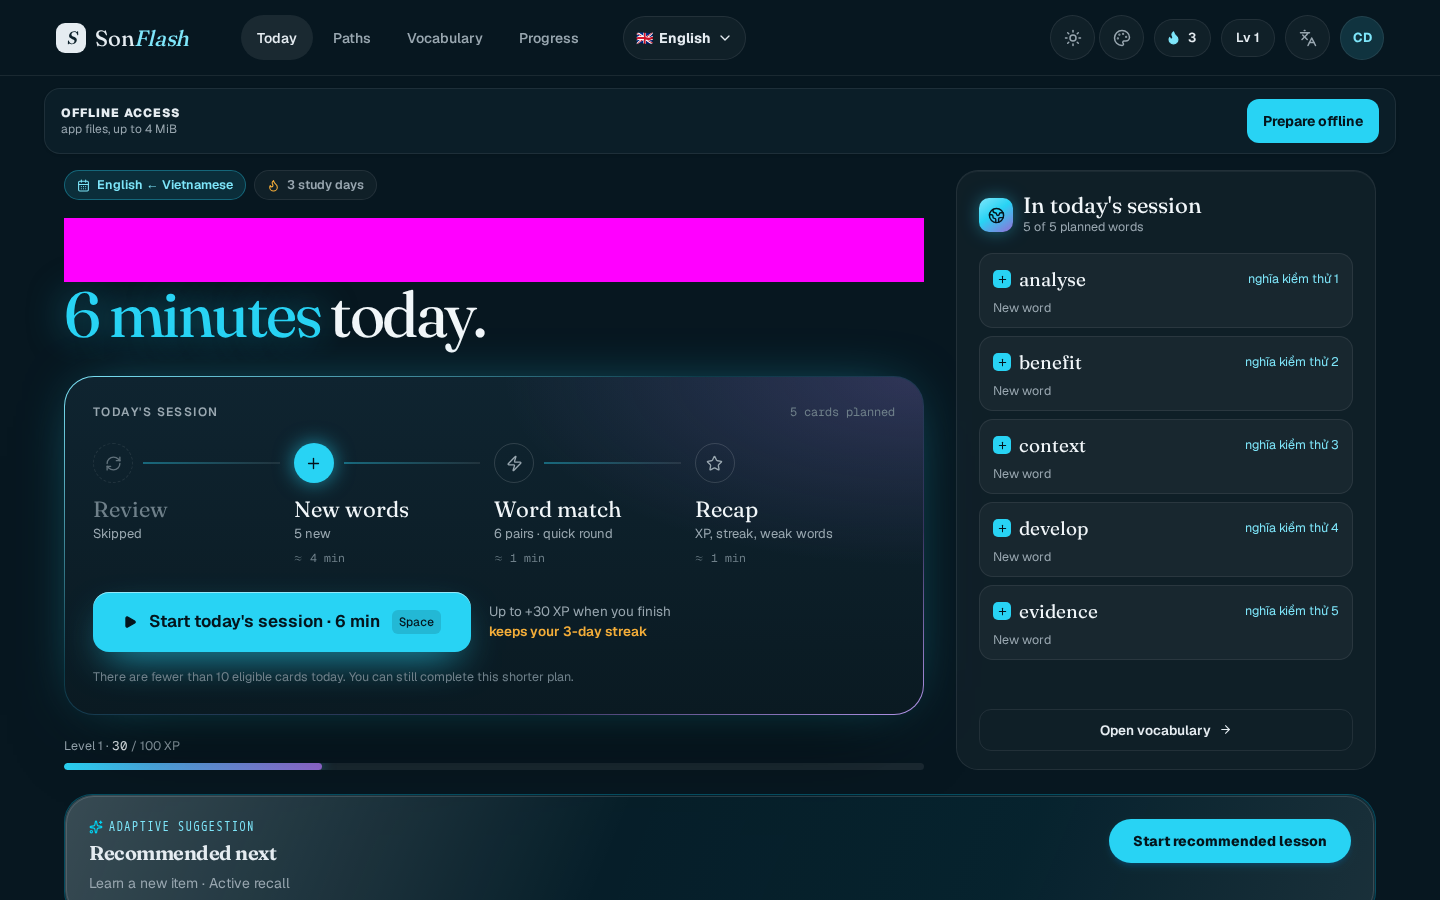 S SonFlash
Today
Paths
Vocabulary
Progress
English
3
Lv 1
CD
OFFLINE ACCESS
app files, up to 4 MiB
Prepare offline
English ← Vietnamese
3 study days
6 minutes today.
TODAY'S SESSION
5 cards planned
Review
Skipped
New words
5 new
≈ 4 min
Word match
6 pairs · quick round
≈ 1 min
Recap
XP, streak, weak words
≈ 1 min
Start today's session · 6 min Space
Up to +30 XP when you finish
keeps your 3-day streak
There are fewer than 10 eligible cards today. You can still complete this shorter plan.
Level 1 · 30 / 100 XP
In today's session
5 of 5 planned words
analyse
nghĩa kiểm thử 1
New word
benefit
nghĩa kiểm thử 2
New word
context
nghĩa kiểm thử 3
New word
develop
nghĩa kiểm thử 4
New word
evidence
nghĩa kiểm thử 5
New word
Open vocabulary →
ADAPTIVE SUGGESTION
Recommended next
Learn a new item · Active recall
Start recommended lesson